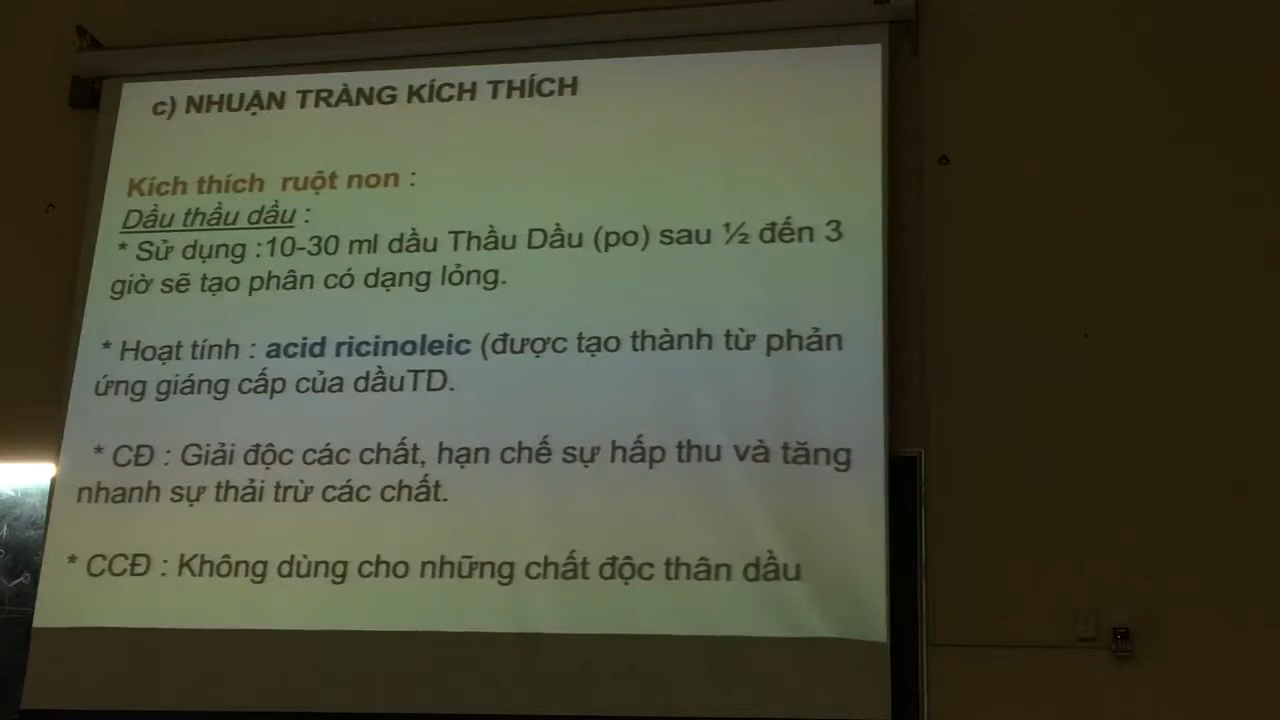 c) NHUẬN TRÀNG KÍCH THÍCH
Kích thích ruột non :
Dầu thầu dầu :
* Sử dụng :10-30 ml dầu Thầu Dầu (po) sau ½ đến 3
giờ sẽ tạo phân có dạng lỏng.
* Hoạt tính : acid ricinoleic (được tạo thành từ phản
ứng giáng cấp của dầuTD.
* CĐ : Giải độc các chất, hạn chế sự hấp thu và tăng
nhanh sự thải trừ các chất.
* CCĐ : Không dùng cho những chất độc thân dầu